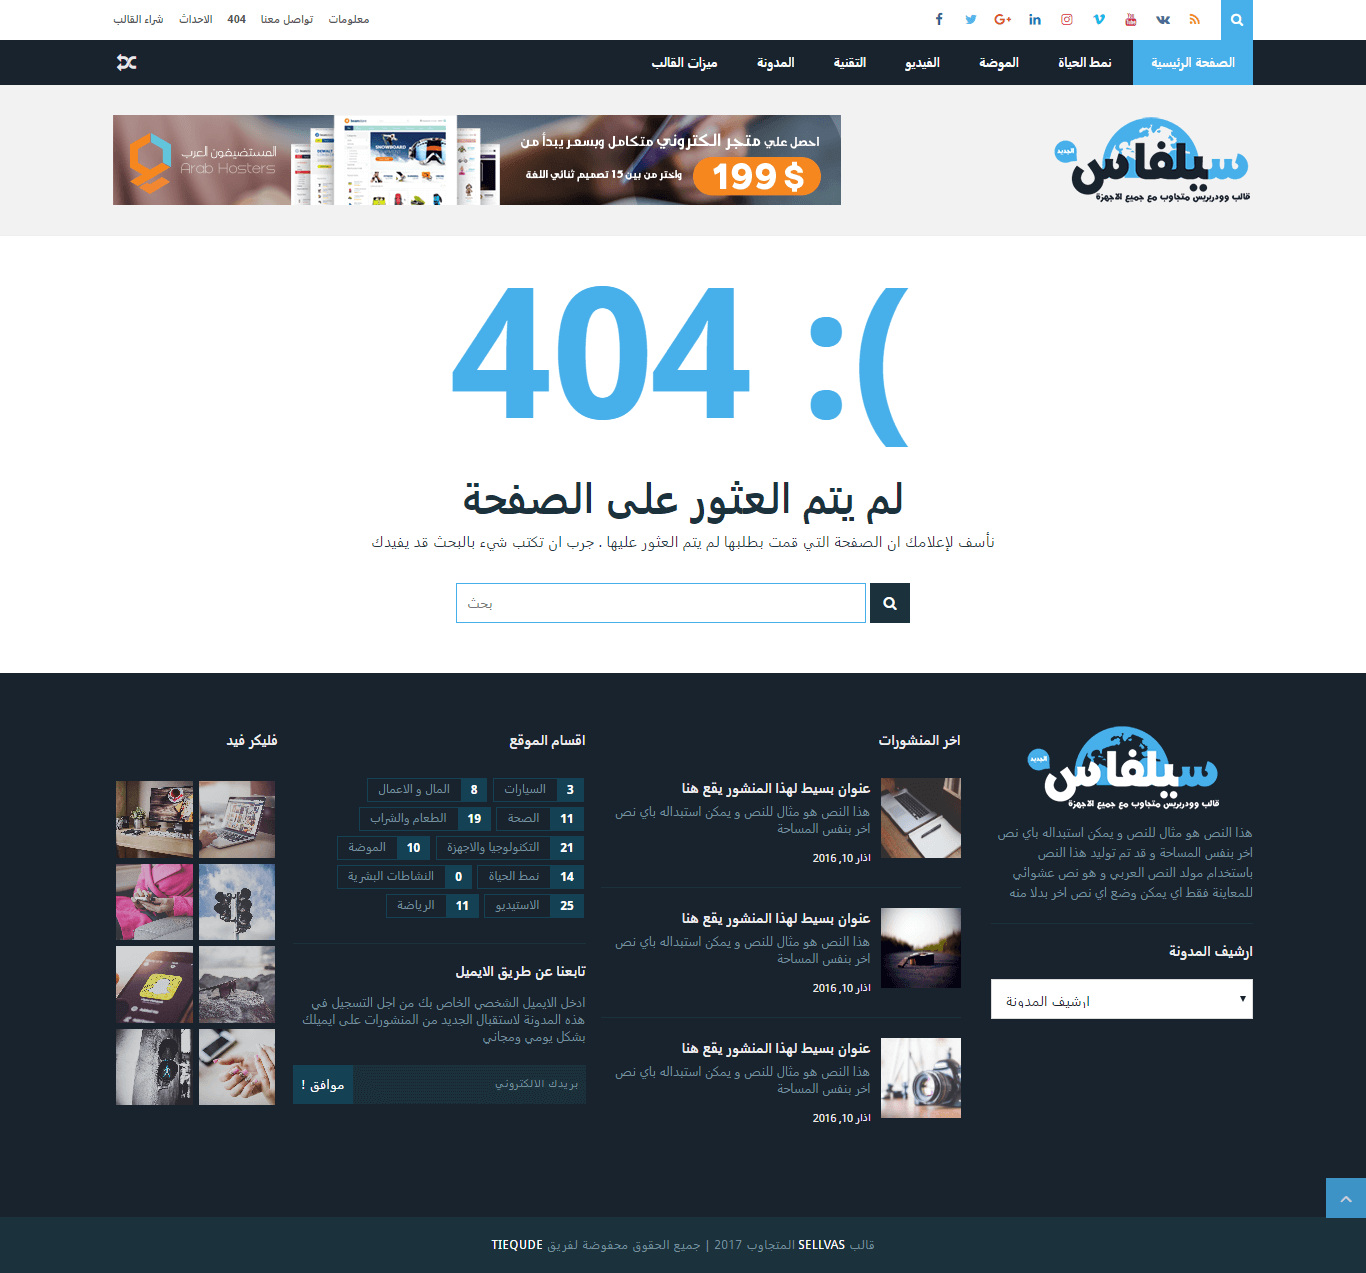 معلومات
تواصل معنا
404
الاحداث
شراء القالب
الصفحة الرئيسية
نمط الحياة
الموضة
الفيديو
التقنية
المدونة
ميزات القالب
سيلفاس
الجديد
قالب ووردبريس متجاوب مع جميع الاجهزة
احصل علي متجر الكتروني متكامل وبسعر يبدأ من
199 $
واختر من بين 15 تصميم ثنائي اللغة
المستضيفون العرب
Arab Hosters
404 :(
لم يتم العثور على الصفحة
نأسف لإعلامك ان الصفحة التي قمت بطلبها لم يتم العثور عليها . جرب ان تكتب شيء بالبحث قد يفيدك
بحث
سيلفاس
الجديد
قالب ووردبريس متجاوب مع جميع الاجهزة
هذا النص هو مثال للنص و يمكن استبداله باي نص
اخر بنفس المساحة و قد تم توليد هذا النص
باستخدام مولد النص العربي و هو نص عشوائي
للمعاينة فقط اي يمكن وضع اي نص اخر بدلا منه
ارشيف المدونة
ارشيف المدونة
اخر المنشورات
عنوان بسيط لهذا المنشور يقع هنا
هذا النص هو مثال للنص و يمكن استبداله باي نص
اخر بنفس المساحة
اذار 10, 2016
عنوان بسيط لهذا المنشور يقع هنا
هذا النص هو مثال للنص و يمكن استبداله باي نص
اخر بنفس المساحة
اذار 10, 2016
عنوان بسيط لهذا المنشور يقع هنا
هذا النص هو مثال للنص و يمكن استبداله باي نص
اخر بنفس المساحة
اذار 10, 2016
اقسام الموقع
3 السيارات
8 المال و الاعمال
11 الصحة
19 الطعام والشراب
21 التكنولوجيا والاجهزة
10 الموضة
14 نمط الحياة
0 النشاطات البشرية
25 الاستيديو
11 الرياضة
تابعنا عن طريق الايميل
ادخل الايميل الشخصي الخاص بك من اجل التسجيل في
هذه المدونة لاستقبال الجديد من المنشورات على ايميلك
بشكل يومي ومجاني
بريدك الالكتروني
موافق !
فليكر فيد
قالب SELLVAS المتجاوب 2017 | جميع الحقوق محفوضة لفريق TIEQUDE